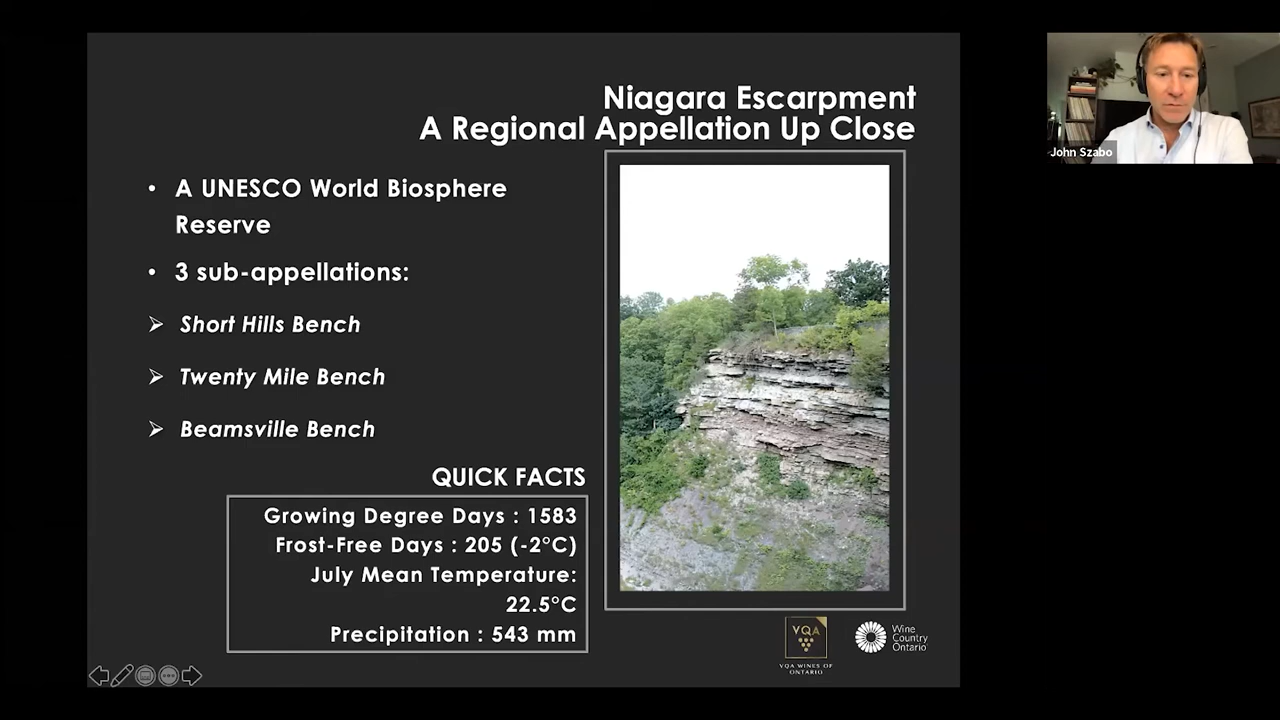 Niagara Escarpment
A Regional Appellation Up Close
• A UNESCO World Biosphere
Reserve
• 3 sub-appellations:
➢ Short Hills Bench
➢ Twenty Mile Bench
➢ Beamsville Bench
QUICK FACTS
Growing Degree Days : 1583
Frost-Free Days : 205 (-2°C)
July Mean Temperature:
22.5°C
Precipitation : 543 mm
VQA
VQA WINES OF
ONTARIO
Wine
Country
Ontario
John Szabo